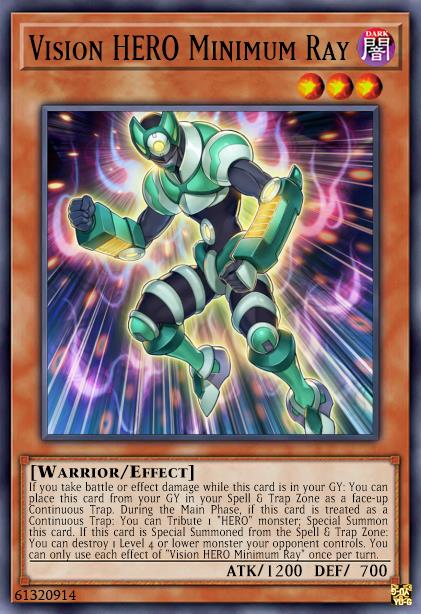 Vision HERO Minimum Ray
DARK
闇
[Warrior/Effect]
If you take battle or effect damage while this card is in your GY: You can
place this card from your GY in your Spell & Trap Zone as a face-up
Continuous Trap. During the Main Phase, if this card is treated as a
Continuous Trap: You can Tribute 1 "HERO" monster; Special Summon
this card. If this card is Special Summoned from the Spell & Trap Zone:
You can destroy 1 Level 4 or lower monster your opponent controls. You
can only use each effect of "Vision HERO Minimum Ray" once per turn.
ATK/1200 DEF/ 700
61320914